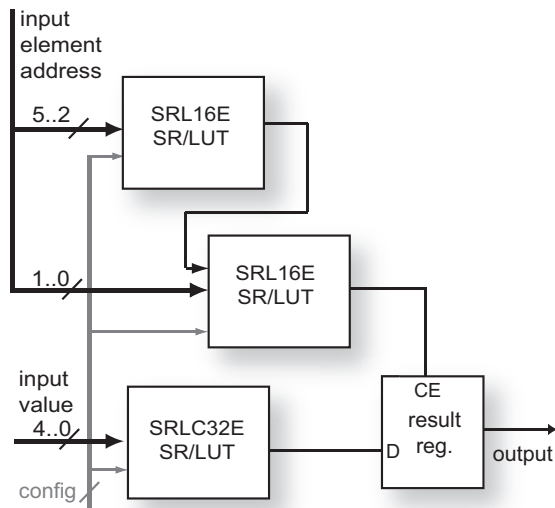 input
element
address
5..2
SRL16E
SR/LUT
1..0
SRL16E
SR/LUT
input
value
4..0
SRLC32E
SR/LUT
CE
result
reg.
D
output
config